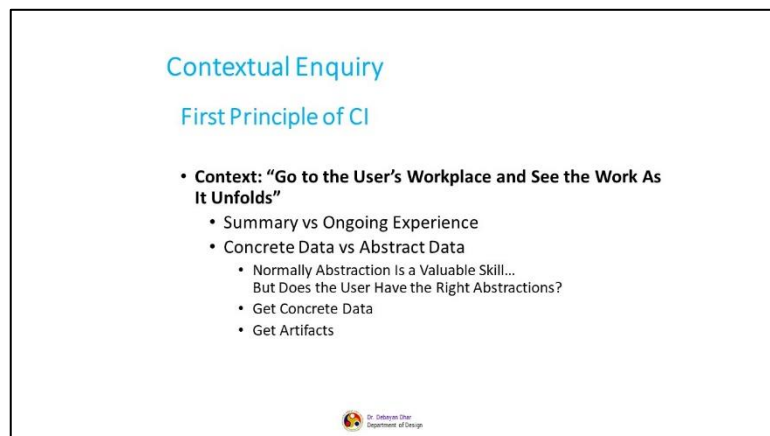 Contextual Enquiry
First Principle of CI
• Context: “Go to the User’s Workplace and See the Work As
It Unfolds”
• Summary vs Ongoing Experience
• Concrete Data vs Abstract Data
• Normally Abstraction Is a Valuable Skill…
But Does the User Have the Right Abstractions?
• Get Concrete Data
• Get Artifacts
Dr. Debayan Dhar
Department of Design